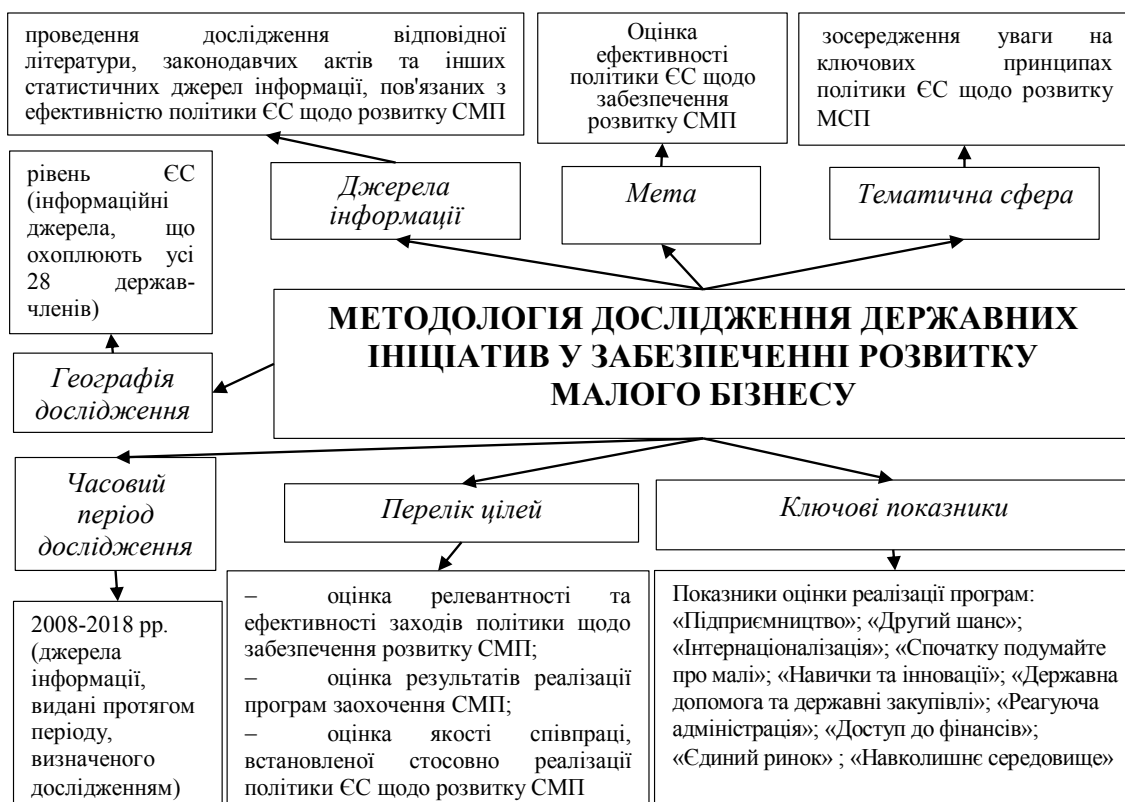 проведення дослідження відповідної
літератури, законодавчих актів та інших
статистичних джерел інформації, пов'язаних з
ефективністю політики ЄС щодо розвитку СМП
Оцінка
ефективності
політики ЄС щодо
забезпечення
розвитку СМП
зосередження уваги на
ключових принципах
політики ЄС щодо розвитку
МСП
рівень ЄС
(інформаційні
джерела, що
охоплюють усі
28 держав-
членів)
Джерела
інформації
Мета
Тематична сфера
МЕТОДОЛОГІЯ ДОСЛІДЖЕННЯ ДЕРЖАВНИХ
ІНІЦІАТИВ У ЗАБЕЗПЕЧЕННІ РОЗВИТКУ
МАЛОГО БІЗНЕСУ
Географія
дослідження
Часовий
період
дослідження
Перелік цілей
Ключові показники
2008-2018 рр.
(джерела
інформації,
видані протягом
періоду,
визначеного
дослідженням)
– оцінка релевантності та
ефективності заходів політики щодо
забезпечення розвитку СМП;
– оцінка результатів реалізації
програм заохочення СМП;
– оцінка якості співпраці,
встановленої стосовно реалізації
політики ЄС щодо розвитку СМП
Показники оцінки реалізації програм:
«Підприємництво»; «Другий шанс»;
«Інтернаціоналізація»; «Спочатку подумайте
про малі»; «Навички та інновації»; «Державна
допомога та державні закупівлі»; «Реагуюча
адміністрація»; «Доступ до фінансів»;
«Єдиний ринок» ; «Навколишнє середовище»